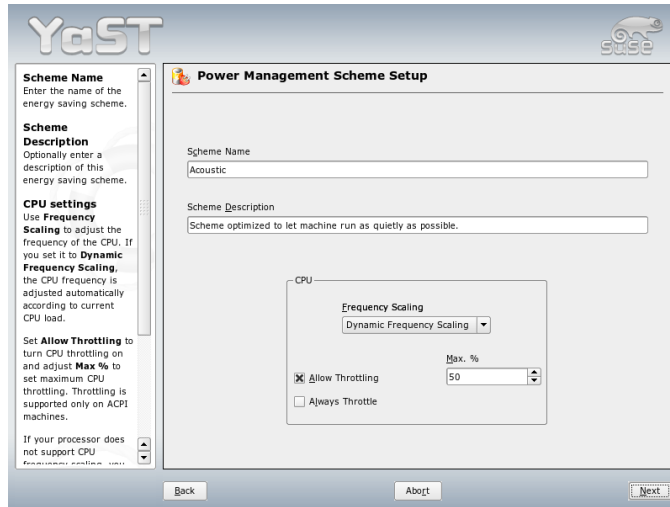 YaST
SUSE
Scheme Name
Enter the name of the
energy saving scheme.
Scheme
Description
Optionally enter a
description of this
energy saving scheme.
CPU settings
Use Frequency
Scaling to adjust the
frequency of the CPU. If
you set it to Dynamic
Frequency Scaling,
the CPU frequency is
adjusted automatically
according to current
CPU load.
Set Allow Throttling to
turn CPU throttling on
and adjust Max % to
set maximum CPU
throttling. Throttling is
supported only on ACPI
machines.
If your processor does
not support CPU
frequency scaling, you
Power Management Scheme Setup
Scheme Name
Acoustic
Scheme Description
Scheme optimized to let machine run as quietly as possible.
CPU
Frequency Scaling
Dynamic Frequency Scaling
Max. %
Allow Throttling
50
Always Throttle
Back
Abort
Next